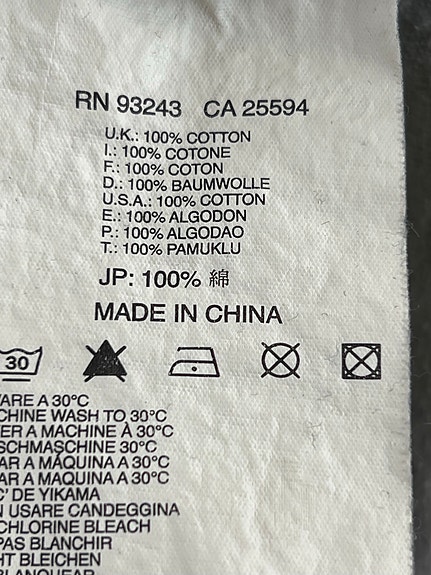 RN 93243 CA 25594
U.K.: 100% COTTON
I.: 100% COTONE
F.: 100% COTON
D.: 100% BAUMWOLLE
U.S.A.: 100% COTTON
E.: 100% ALGODON
P.: 100% ALGODAO
T.: 100% PAMUKLU
JP: 100% 綿
MADE IN CHINA
30
ARE A 30°C
CHINE WASH TO 30°C
ER A MACHINE À 30°C
SCHMASCHINE 30°C
AR A MÁQUINA A 30°C
AR A MAQUINA A 30°C
C' DE YIKAMA
USARE CANDEGGINA
CHLORINE BLEACH
PAS BLANCHIR
HT BLEICHEN
BLANQUEAR